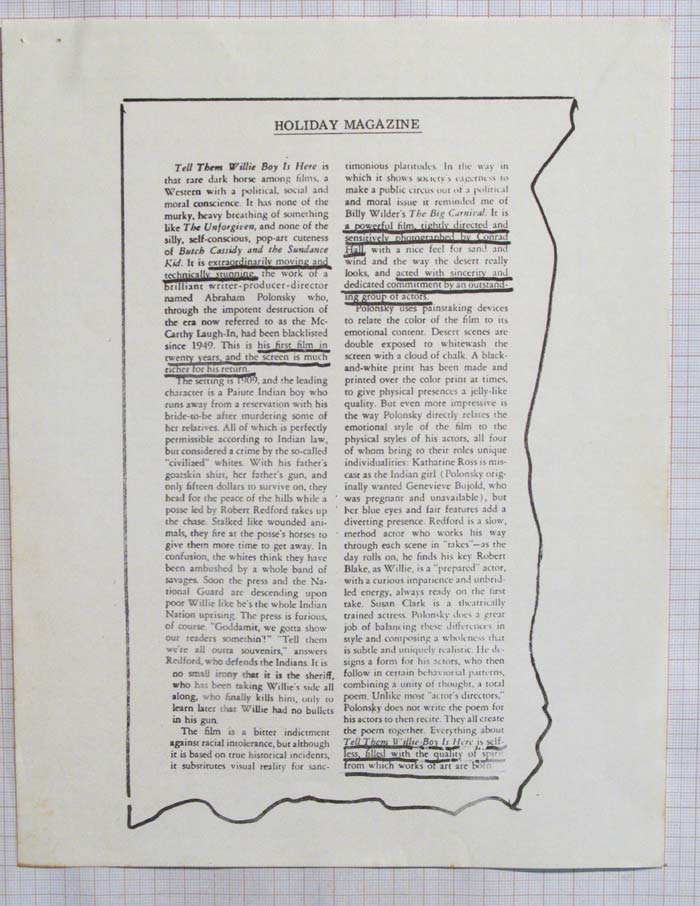 HOLIDAY MAGAZINE
Tell Them Willie Boy Is Here is
that rare dark horse among films, a
Western with a political, social and
moral conscience. It has none of the
murky, heavy breathing of something
like The Unforgiven, and none of the
silly, self-conscious, pop-art cuteness
of Butch Cassidy and the Sundance
Kid. It is extraordinarily moving and
technically stunning, the work of a
brilliant writer-producer-director
named Abraham Polonsky who,
through the impotent destruction of
the era now referred to as the Mc-
Carthy Laugh-In, had been blacklisted
since 1949. This is his first film in
twenty years, and the screen is much
richer for his return.
The setting is 1909, and the leading
character is a Paiute Indian boy who
runs away from a reservation with his
bride-to-be after murdering some of
her relatives. All of which is perfectly
permissible according to Indian law,
but considered a crime by the so-called
"civilized" whites. With his father's
goatskin shirt, her father's gun, and
only fifteen dollars to survive on, they
head for the peace of the hills while a
posse led by Robert Redford takes up
the chase. Stalked like wounded ani-
mals, they fire at the posse's horses to
give them more time to get away. In
confusion, the whites think they have
been ambushed by a whole band of
savages. Soon the press and the Na-
tional Guard are descending upon
poor Willie like he's the whole Indian
Nation uprising. The press is furious,
of course. "Goddamit, we gotta show
our readers somethin'!" "Tell them
we're all outta souvenirs," answers
Redford, who defends the Indians. It is
no small irony that it is the sheriff,
who has been taking Willie's side all
along, who finally kills him, only to
learn later that Willie had no bullets
in his gun.
The film is a bitter indictment
against racial intolerance, but although
it is based on true historical incidents,
it substitutes visual reality for sanc-
timonious platitudes. In the way in
which it shows society's eagerness to
make a public circus out of a political
and moral issue it reminded me of
Billy Wilder's The Big Carnival. It is
a powerful film, tightly directed and
sensitively photographed by Conrad
Hall, with a nice feel for sand and
wind and the way the desert really
looks, and acted with sincerity and
dedicated commitment by an outstand-
ing group of actors.
Polonsky uses painstaking devices
to relate the color of the film to its
emotional content. Desert scenes are
double exposed to whitewash the
screen with a cloud of chalk. A black-
and-white print has been made and
printed over the color print at times,
to give physical presences a jelly-like
quality. But even more impressive is
the way Polonsky directly relates the
emotional style of the film to the
physical styles of his actors, all four
of whom bring to their roles unique
individualities: Katharine Ross is mis-
cast as the Indian girl (Polonsky orig-
inally wanted Genevieve Bujold, who
was pregnant and unavailable), but
her blue eyes and fair features add a
diverting presence. Redford is a slow,
method actor who works his way
through each scene in "takes"—as the
day rolls on, he finds his key Robert
Blake, as Willie, is a "prepared" actor,
with a curious impatience and unbrid-
led energy, always ready on the first
take. Susan Clark is a theatrically
trained actress. Polonsky does a great
job of balancing these differences in
style and composing a wholeness that
is subtle and uniquely realistic. He de-
signs a form for his actors, who then
follow in certain behavioral patterns,
combining a unity of thought, a total
poem. Unlike most "actor's directors,"
Polonsky does not write the poem for
his actors to then recite. They all create
the poem together. Everything about
Tell Them Willie Boy Is Here is self-
less, filled with the quality of spirit
from which works of art are born.